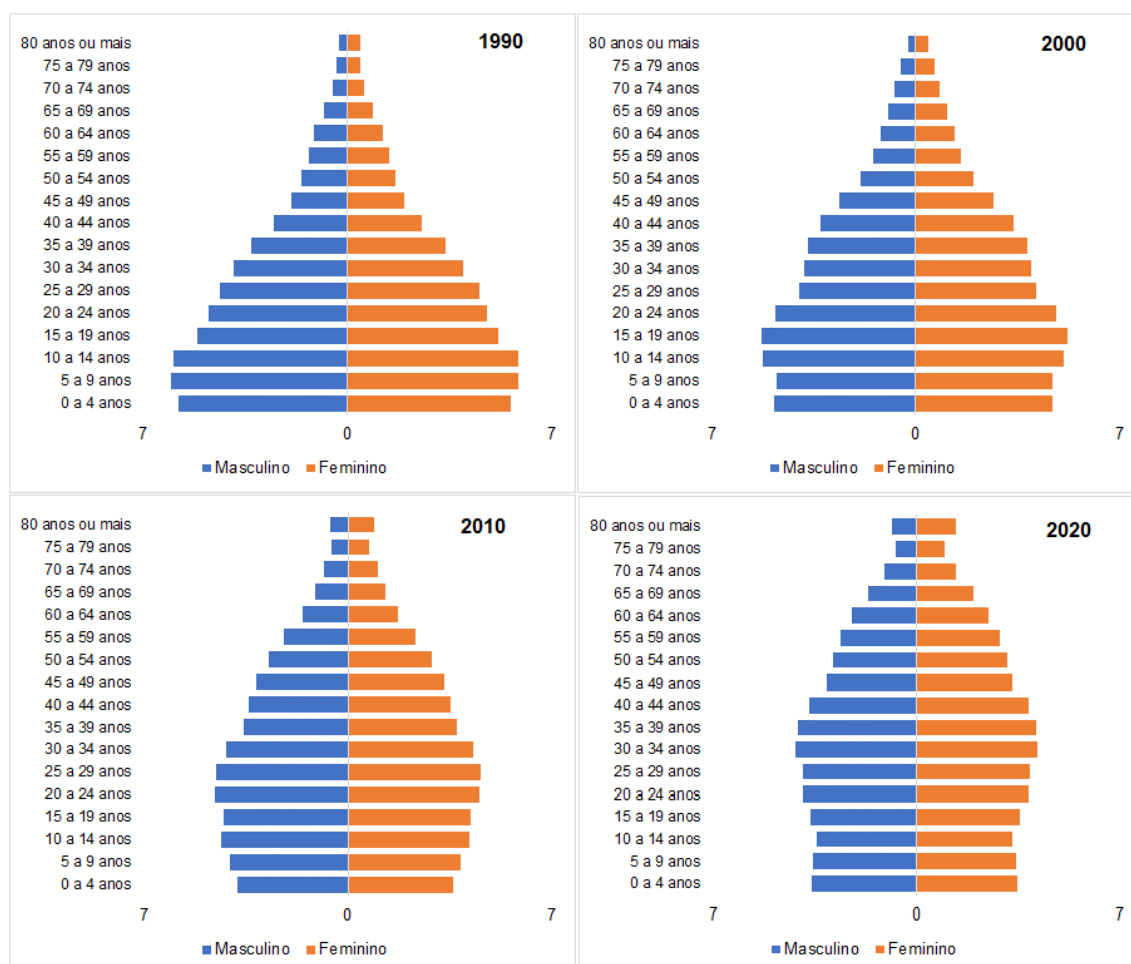 1990
80 anos ou mais
75 a 79 anos
70 a 74 anos
65 a 69 anos
60 a 64 anos
55 a 59 anos
50 a 54 anos
45 a 49 anos
40 a 44 anos
35 a 39 anos
30 a 34 anos
25 a 29 anos
20 a 24 anos
15 a 19 anos
10 a 14 anos
5 a 9 anos
0 a 4 anos
7 0 7
Masculino Feminino
2000
80 anos ou mais
75 a 79 anos
70 a 74 anos
65 a 69 anos
60 a 64 anos
55 a 59 anos
50 a 54 anos
45 a 49 anos
40 a 44 anos
35 a 39 anos
30 a 34 anos
25 a 29 anos
20 a 24 anos
15 a 19 anos
10 a 14 anos
5 a 9 anos
0 a 4 anos
7 0 7
Masculino Feminino
2010
80 anos ou mais
75 a 79 anos
70 a 74 anos
65 a 69 anos
60 a 64 anos
55 a 59 anos
50 a 54 anos
45 a 49 anos
40 a 44 anos
35 a 39 anos
30 a 34 anos
25 a 29 anos
20 a 24 anos
15 a 19 anos
10 a 14 anos
5 a 9 anos
0 a 4 anos
7 0 7
Masculino Feminino
2020
80 anos ou mais
75 a 79 anos
70 a 74 anos
65 a 69 anos
60 a 64 anos
55 a 59 anos
50 a 54 anos
45 a 49 anos
40 a 44 anos
35 a 39 anos
30 a 34 anos
25 a 29 anos
20 a 24 anos
15 a 19 anos
10 a 14 anos
5 a 9 anos
0 a 4 anos
7 0 7
Masculino Feminino